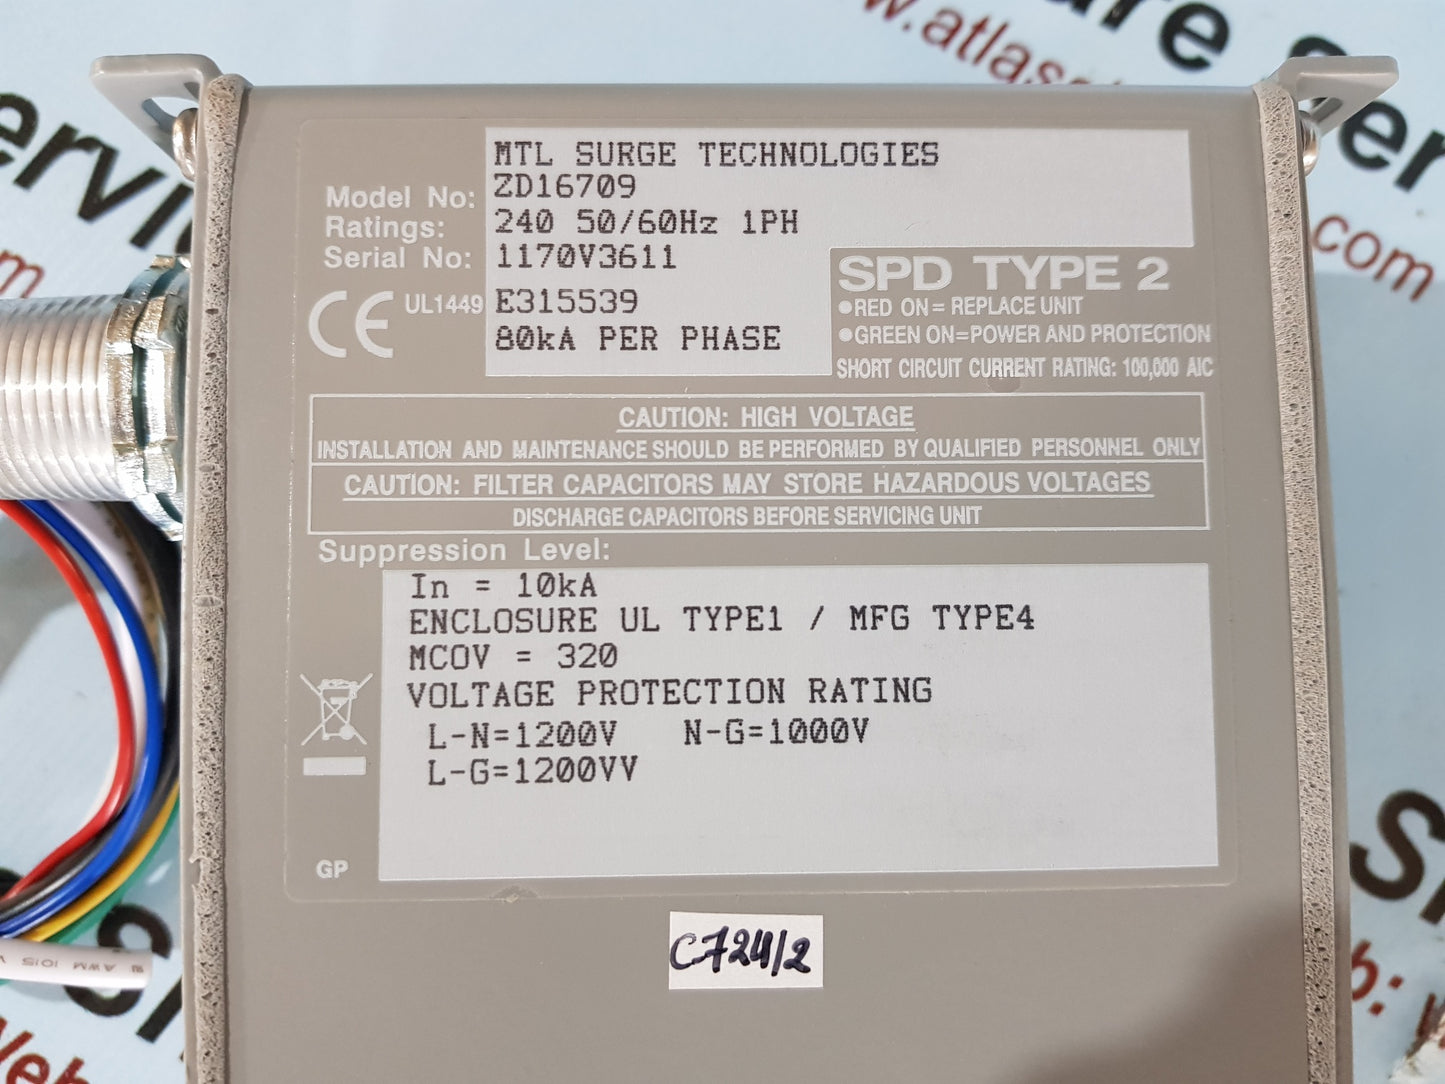 MTL SURGE TECHNOLOGIES
Model No: ZD16709
Ratings: 240 50/60Hz 1PH
Serial No: 1170V3611
CE UL1449 E315539
80kA PER PHASE
SPD TYPE 2
●RED ON= REPLACE UNIT
●GREEN ON=POWER AND PROTECTION
SHORT CIRCUIT CURRENT RATING: 100,000 AIC
CAUTION: HIGH VOLTAGE
INSTALLATION AND MAINTENANCE SHOULD BE PERFORMED BY QUALIFIED PERSONNEL ONLY
CAUTION: FILTER CAPACITORS MAY STORE HAZARDOUS VOLTAGES
DISCHARGE CAPACITORS BEFORE SERVICING UNIT
Suppression Level:
In = 10kA
ENCLOSURE UL TYPE1 / MFG TYPE4
MCOV = 320
VOLTAGE PROTECTION RATING
L-N=1200V N-G=1000V
L-G=1200VV
GP
C724/2
AWM 1015